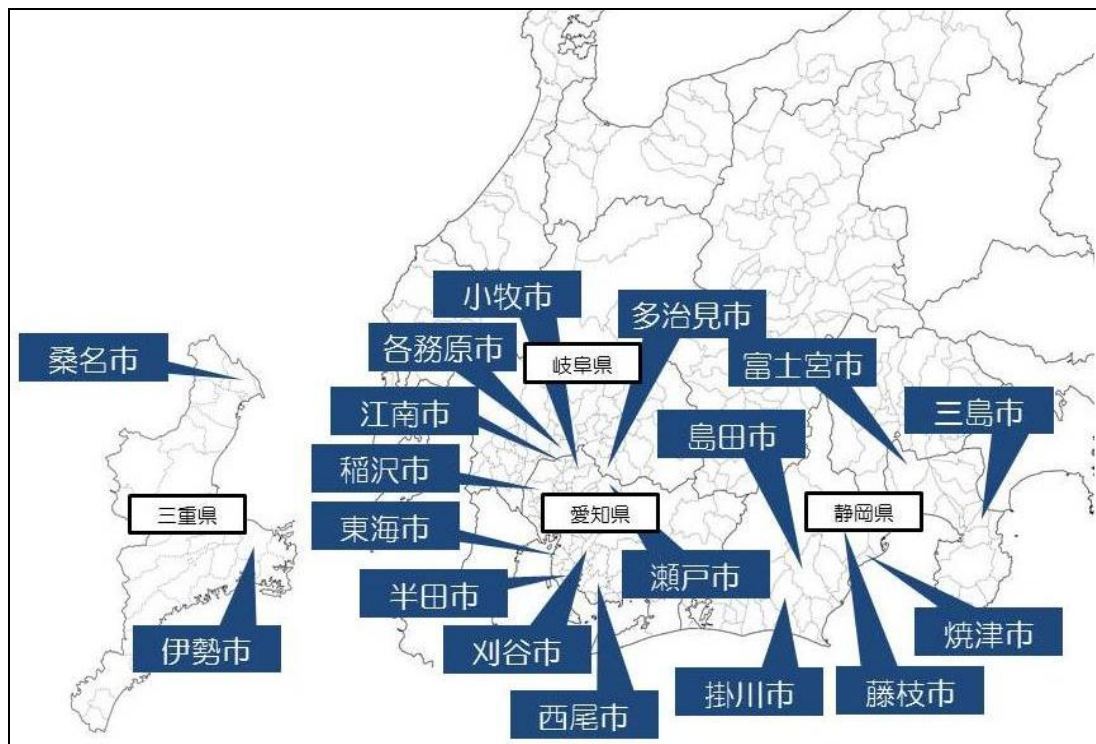 小牧市
多治見市
各務原市
岐阜県
桑名市
富士宮市
江南市
島田市
三島市
稲沢市
三重県
愛知県
静岡県
東海市
瀬戸市
半田市
伊勢市
刈谷市
焼津市
西尾市
掛川市
藤枝市